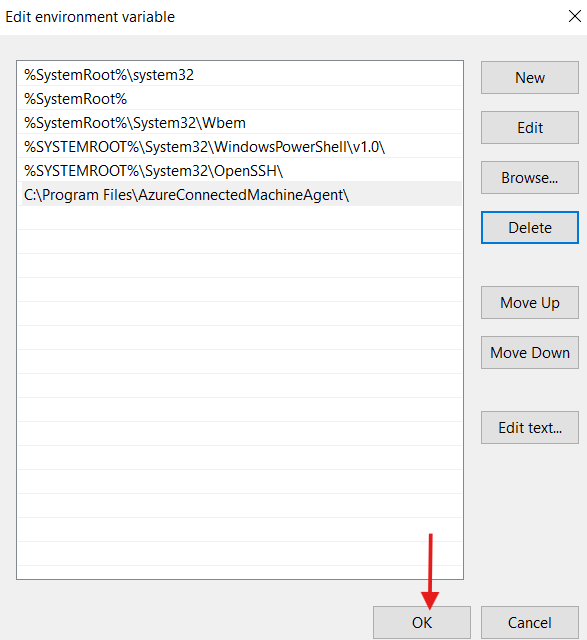 Edit environment variable
%SystemRoot%\system32
%SystemRoot%
%SystemRoot%\System32\Wbem
%SYSTEMROOT%\System32\WindowsPowerShell\v1.0\
%SYSTEMROOT%\System32\OpenSSH\
C:\Program Files\AzureConnectedMachineAgent\
New
Edit
Browse...
Delete
Move Up
Move Down
Edit text...
OK
Cancel